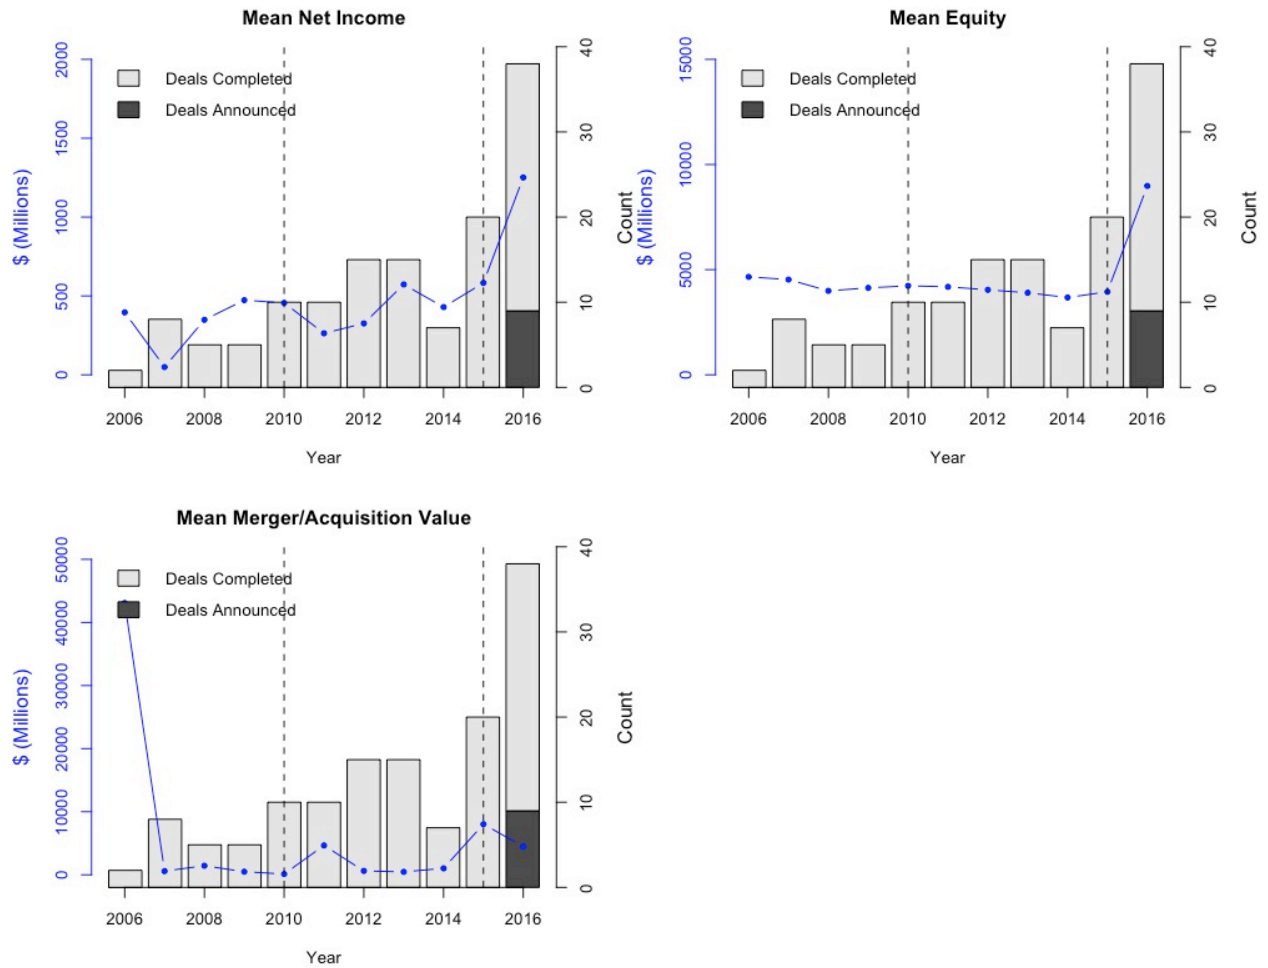 Mean Net Income
Deals Completed
Deals Announced
$ (Millions)
0
500
1000
1500
2000
Count
0
10
20
30
40
2006
2008
2010
2012
2014
2016
Year
Mean Equity
Deals Completed
Deals Announced
$ (Millions)
0
5000
10000
15000
Count
0
10
20
30
40
2006
2008
2010
2012
2014
2016
Year
Mean Merger/Acquisition Value
Deals Completed
Deals Announced
$ (Millions)
0
10000
20000
30000
40000
50000
Count
0
10
20
30
40
2006
2008
2010
2012
2014
2016
Year